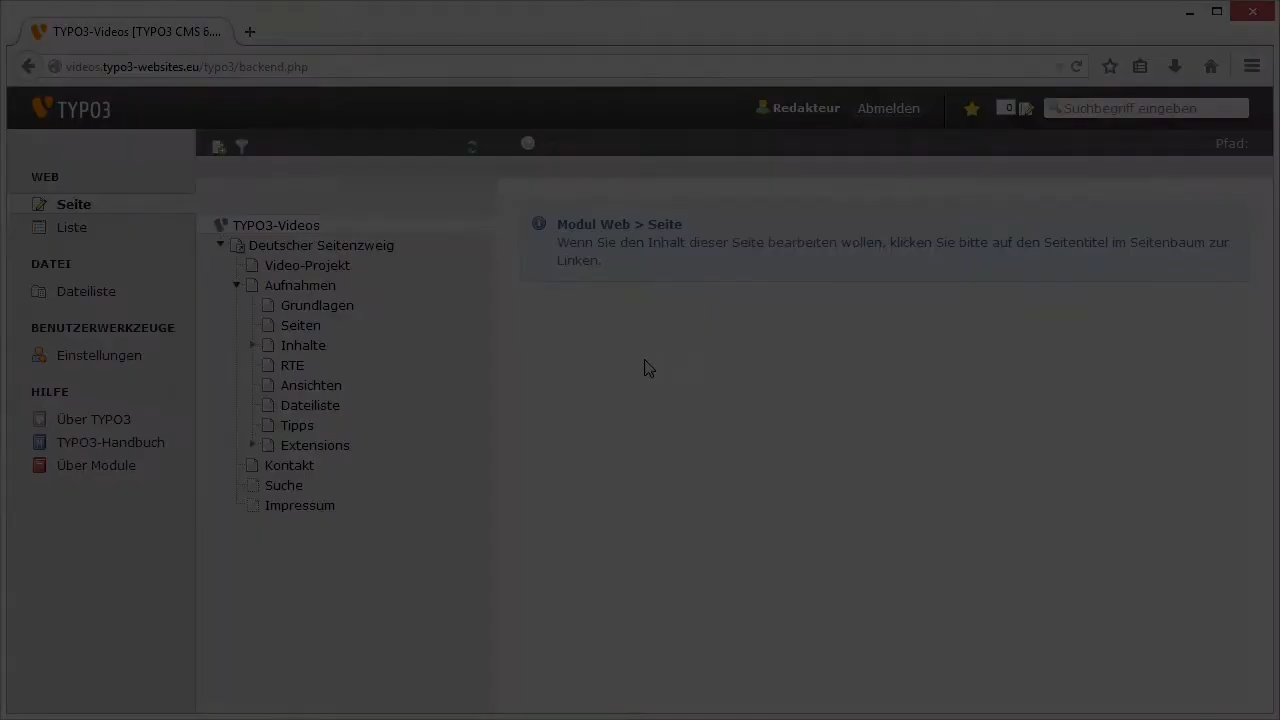 TYPO3-Videos [TYPO3 CMS 6....
videos.typo3-websites.eu/typo3/backend.php
TYPO3
Redakteur
Abmelden
0
Suchbegriff eingeben
Pfad:
WEB
Seite
Liste
DATEI
Dateiliste
BENUTZERWERKZEUGE
Einstellungen
HILFE
Über TYPO3
TYPO3-Handbuch
Über Module
TYPO3-Videos
Deutscher Seitenzweig
Video-Projekt
Aufnahmen
Grundlagen
Seiten
Inhalte
RTE
Ansichten
Dateiliste
Tipps
Extensions
Kontakt
Suche
Impressum
Modul Web > Seite
Wenn Sie den Inhalt dieser Seite bearbeiten wollen, klicken Sie bitte auf den Seitentitel im Seitenbaum zur
Linken.